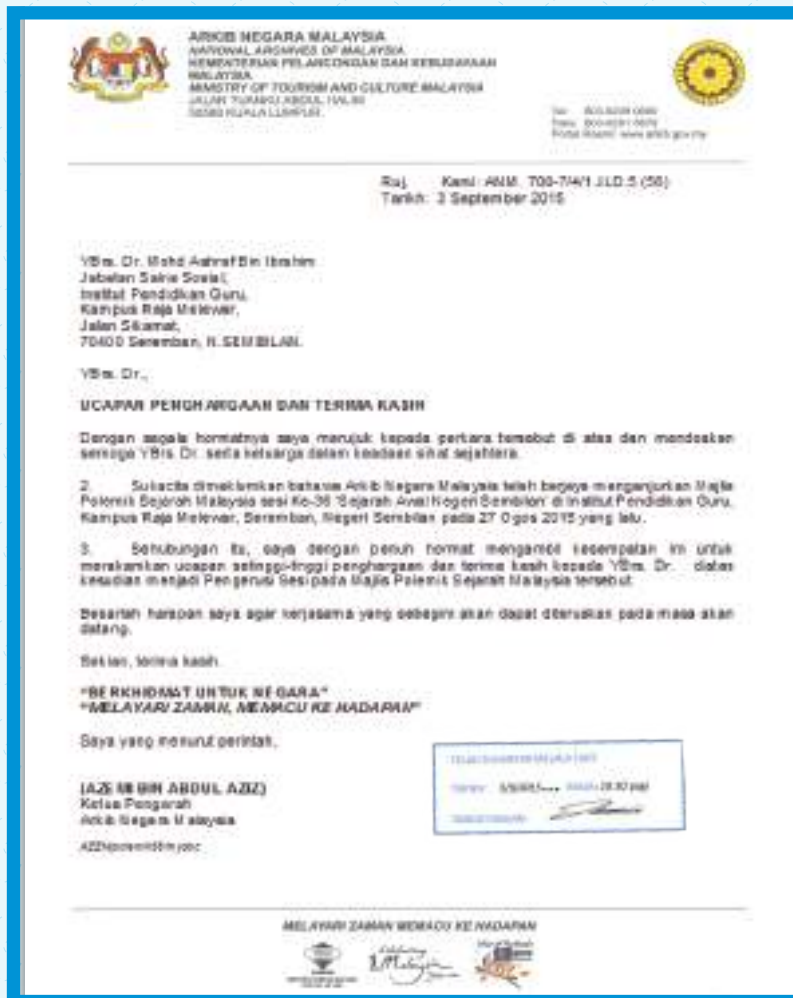 ARKIB NEGARA MALAYSIA
NATIONAL ARCHIVES OF MALAYSIA
KEMENTERIAN PELANCONGAN DAN KEBUDAYAAN
MALAYSIA
MINISTRY OF TOURISM AND CULTURE MALAYSIA
JALAN TUANKU ABDUL HALIM
KUALA LUMPUR
Ruj. Kami: ANM. 700-7/4/1 JLD.5 (56)
Tarikh: 3 September 2015
YBrs. Dr. Mohd Ashraf Bin Ibrahim
Jabatan Sains Sosial,
Institut Pendidikan Guru,
Kampus Raja Melewar,
Jalan Sikamat,
70400 Seremban, N.SEMBILAN.
YBrs. Dr.,
UCAPAN PENGHARGAAN DAN TERIMA KASIH
Dengan segala hormatnya saya merujuk kepada perkara tersebut di atas dan mendoakan
semoga YBrs. Dr. serta keluarga dalam keadaan sihat sejahtera.
2. Sukacita dimaklumkan bahawa Arkib Negara Malaysia telah berjaya menganjurkan Majlis
Polemik Sejarah Malaysia sesi Ke-36 'Sejarah Awal Negeri Sembilan' di Institut Pendidikan Guru,
Kampus Raja Melewar, Seremban, Negeri Sembilan pada 27 Ogos 2015 yang lalu.
3. Sehubungan itu, saya dengan penuh hormat mengambil kesempatan ini untuk
merakamkan ucapan setinggi-tinggi penghargaan dan terima kasih kepada YBrs. Dr. diatas
kesudian menjadi Pengerusi Sesi pada Majlis Polemik Sejarah Malaysia tersebut.
Besarlah harapan saya agar kerjasama yang sebegini akan dapat diteruskan pada masa akan
datang.
Sekian, terima kasih.
"BERKHIDMAT UNTUK NEGARA"
"MELAYARI ZAMAN, MEMACU KE HADAPAN"
Saya yang menurut perintah,
(AZEMI BIN ABDUL AZIZ)
Ketua Pengarah
Arkib Negara Malaysia
MELAYARI ZAMAN MEMACU KE HADAPAN
1Malaysia